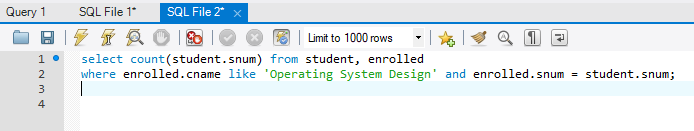 Query 1 SQL File 1* SQL File 2*
Limit to 1000 rows
1 select count(student.snum) from student, enrolled
2 where enrolled.cname like 'Operating System Design' and enrolled.snum = student.snum;
3
4